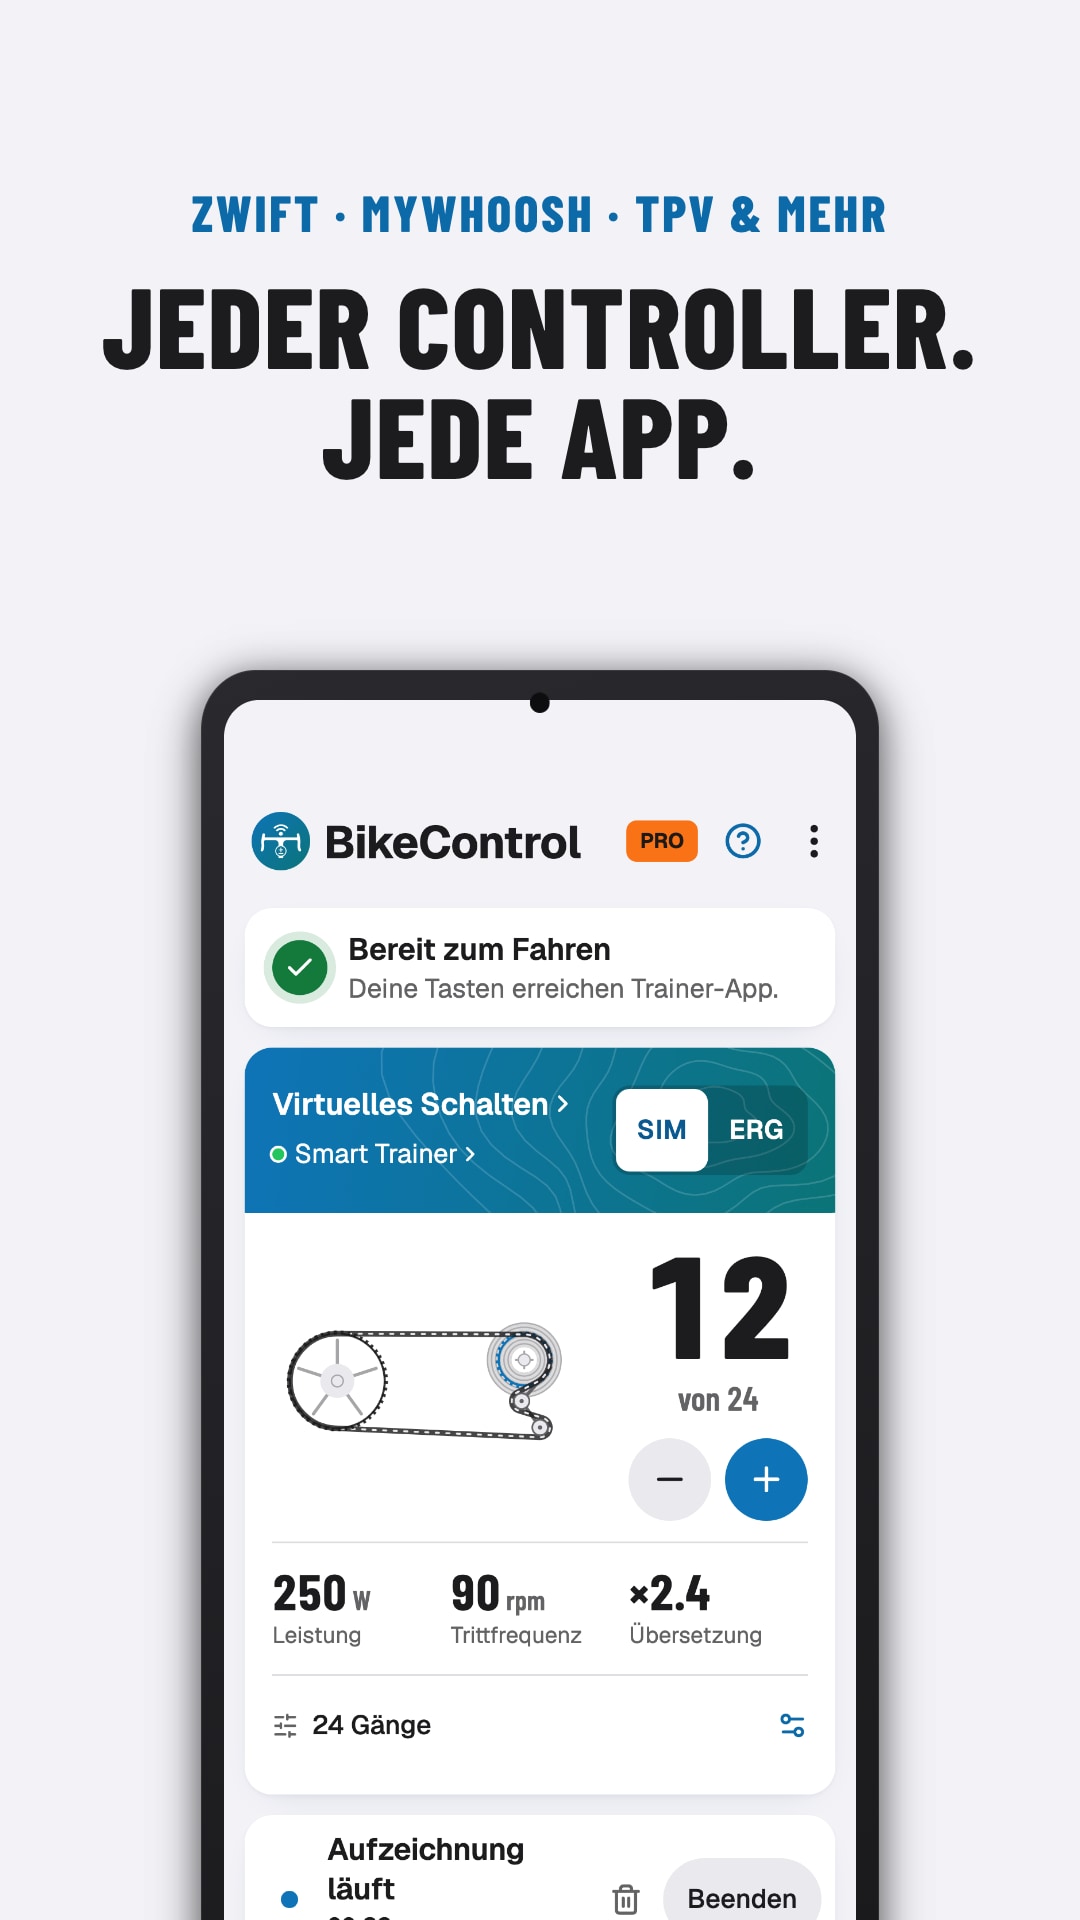 ZWIFT · MYWHOOSH · TPV & MEHR
JEDER CONTROLLER.
JEDE APP.
BikeControl
PRO
Bereit zum Fahren
Deine Tasten erreichen Trainer-App.
Virtuelles Schalten
Smart Trainer
SIM
ERG
12
von 24
250 W
Leistung
90 rpm
Trittfrequenz
×2.4
Übersetzung
24 Gänge
Aufzeichnung
läuft
Beenden